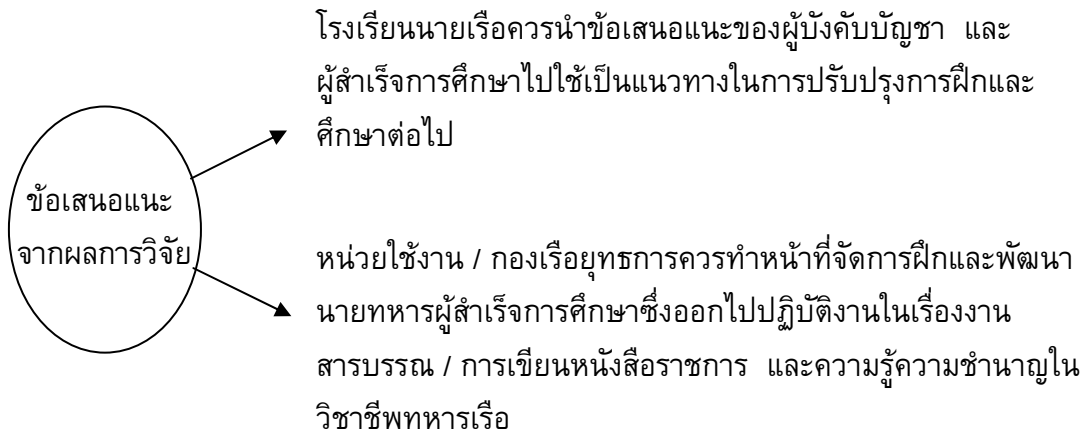 โรงเรียนนายเรือควรนำข้อเสนอแนะของผู้บังคับบัญชา และ
ผู้สำเร็จการศึกษาไปใช้เป็นแนวทางในการปรับปรุงการฝึกและ
ศึกษาต่อไป
ข้อเสนอแนะ
จากผลการวิจัย
หน่วยใช้งาน / กองเรือยุทธการควรทำหน้าที่จัดการฝึกและพัฒนา
นายทหารผู้สำเร็จการศึกษาซึ่งออกไปปฏิบัติงานในเรื่องงาน
สารบรรณ / การเขียนหนังสือราชการ และความรู้ความชำนาญใน
วิชาชีพทหารเรือ